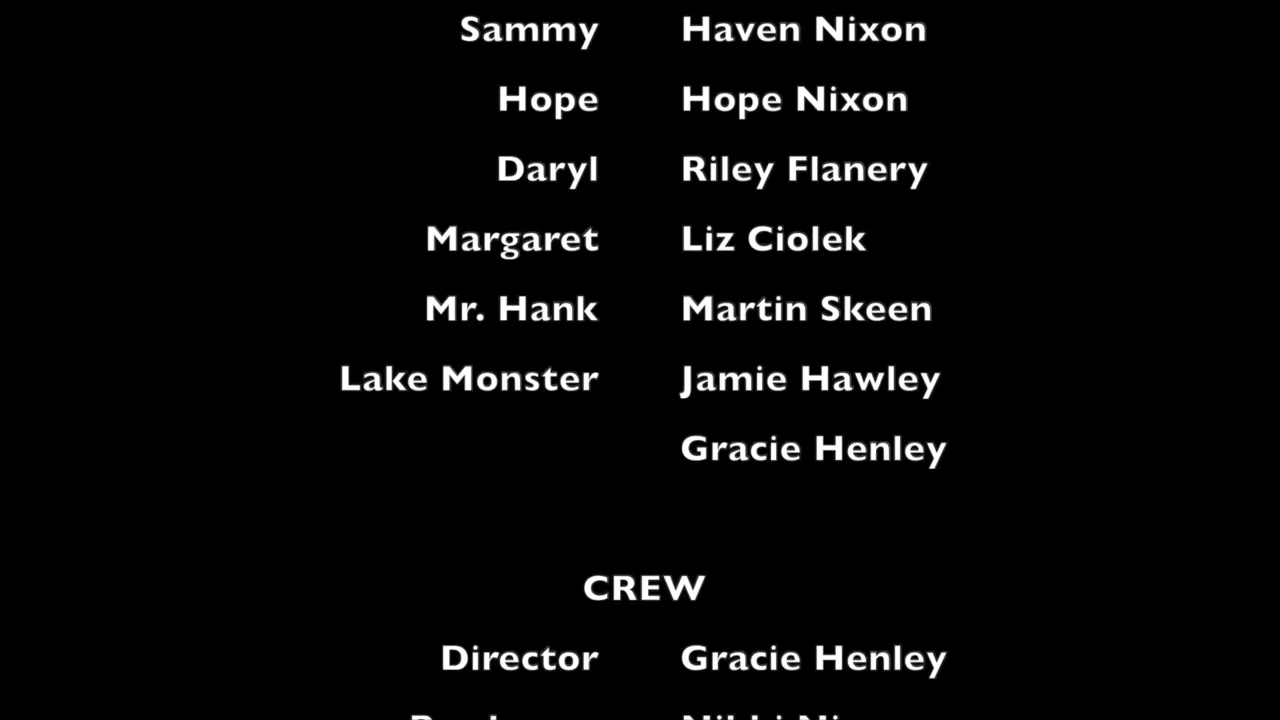 Sammy Haven Nixon
Hope Hope Nixon
Daryl Riley Flanery
Margaret Liz Ciolek
Mr. Hank Martin Skeen
Lake Monster Jamie Hawley
Gracie Henley
CREW
Director Gracie Henley